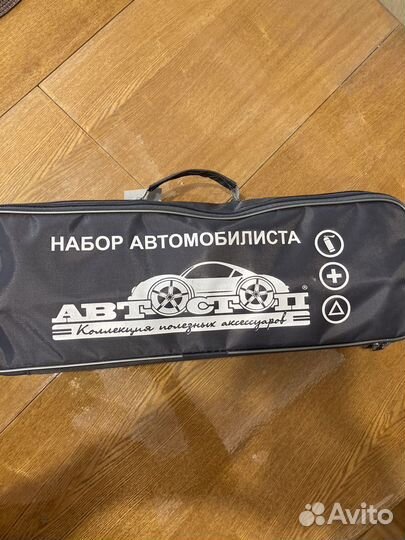 НАБОР АВТОМОБИЛИСТА
АВТОСТОП ®
Коллекция полезных аксессуаров
Avito